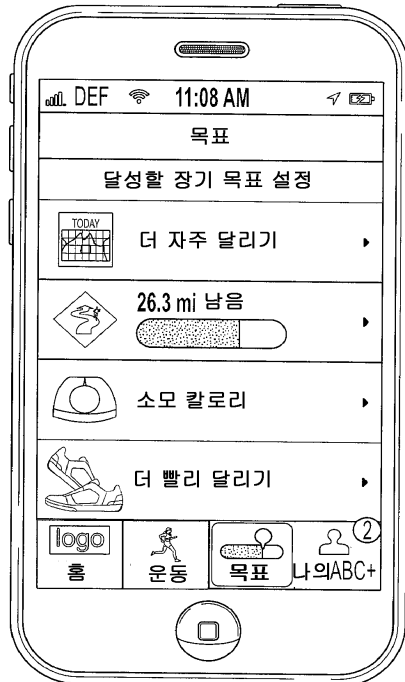 DEF 11:08 AM
목표
달성할 장기 목표 설정
TODAY
더 자주 달리기
26.3 mi 남음
소모 칼로리
더 빨리 달리기
logo
홈
운동
목표
2
나의ABC+